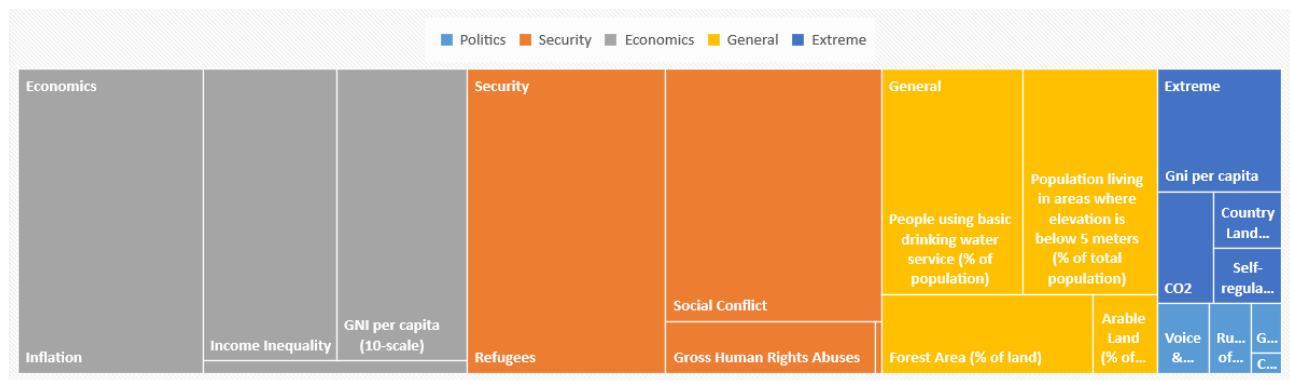 Politics Security Economics General Extreme
Economics
Inflation
Income Inequality
GNI per capita
(10-scale)
Security
Refugees
Social Conflict
Gross Human Rights Abuses
General
People using basic
drinking water
service (% of
population)
Population living
in areas where
elevation is
below 5 meters
(% of total
population)
Forest Area (% of land)
Arable
Land
(% of...
Extreme
Gni per capita
CO2
Country
Land...
Self-
regula...
Voice
&...
Ru...
of...
G...
C...